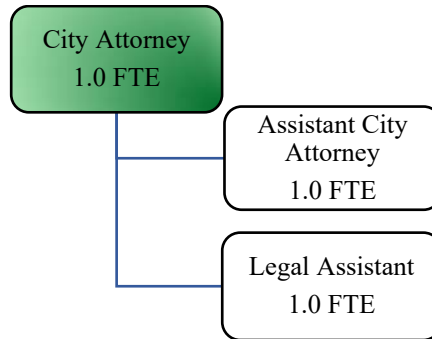 City Attorney
1.0 FTE
Assistant City
Attorney
1.0 FTE
Legal Assistant
1.0 FTE